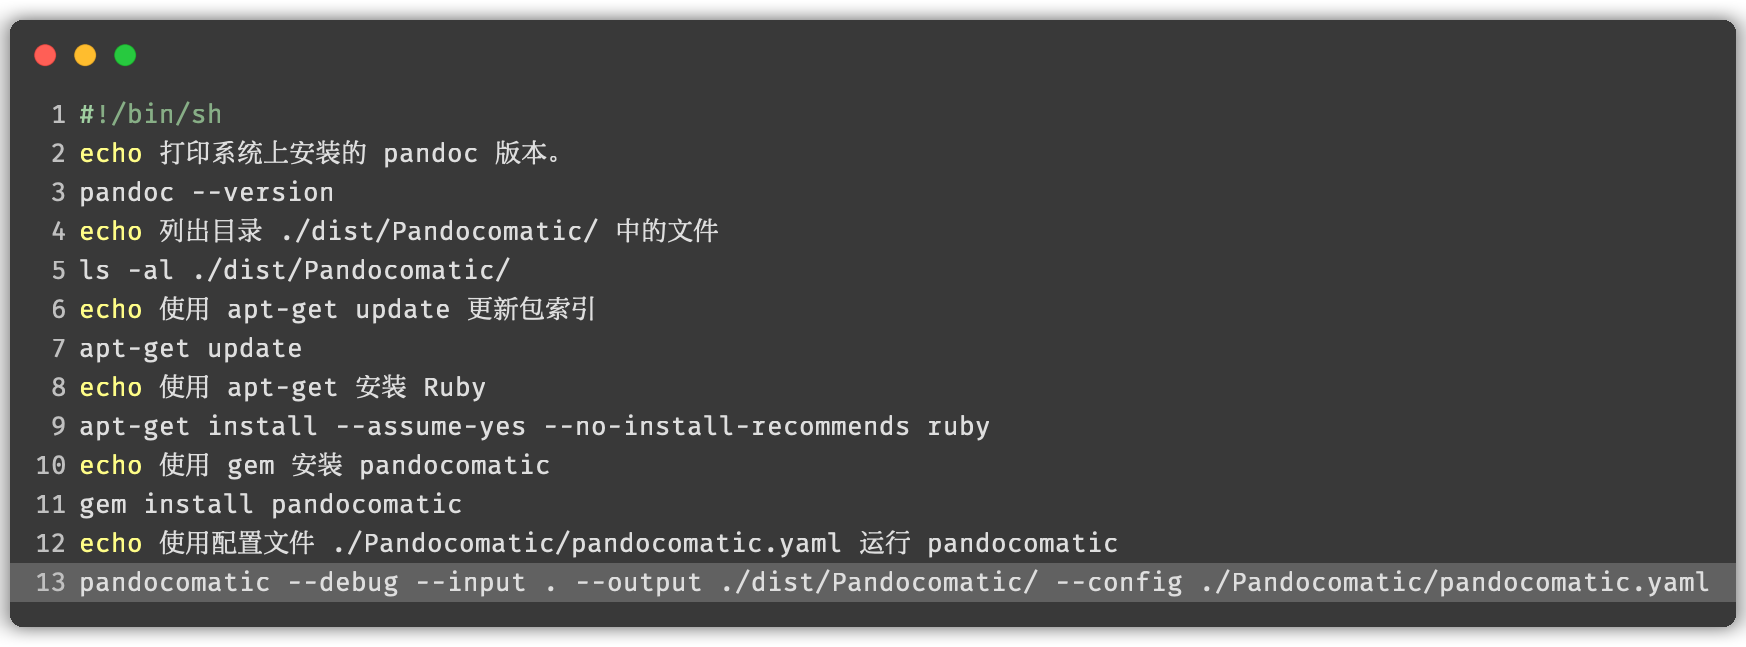 1 #!/bin/sh
2 echo 打印系统上安装的 pandoc 版本。
3 pandoc --version
4 echo 列出目录 ./dist/Pandocomatic/ 中的文件
5 ls -al ./dist/Pandocomatic/
6 echo 使用 apt-get update 更新包索引
7 apt-get update
8 echo 使用 apt-get 安装 Ruby
9 apt-get install --assume-yes --no-install-recommends ruby
10 echo 使用 gem 安装 pandocomatic
11 gem install pandocomatic
12 echo 使用配置文件 ./Pandocomatic/pandocomatic.yaml 运行 pandocomatic
13 pandocomatic --debug --input . --output ./dist/Pandocomatic/ --config ./Pandocomatic/pandocomatic.yaml